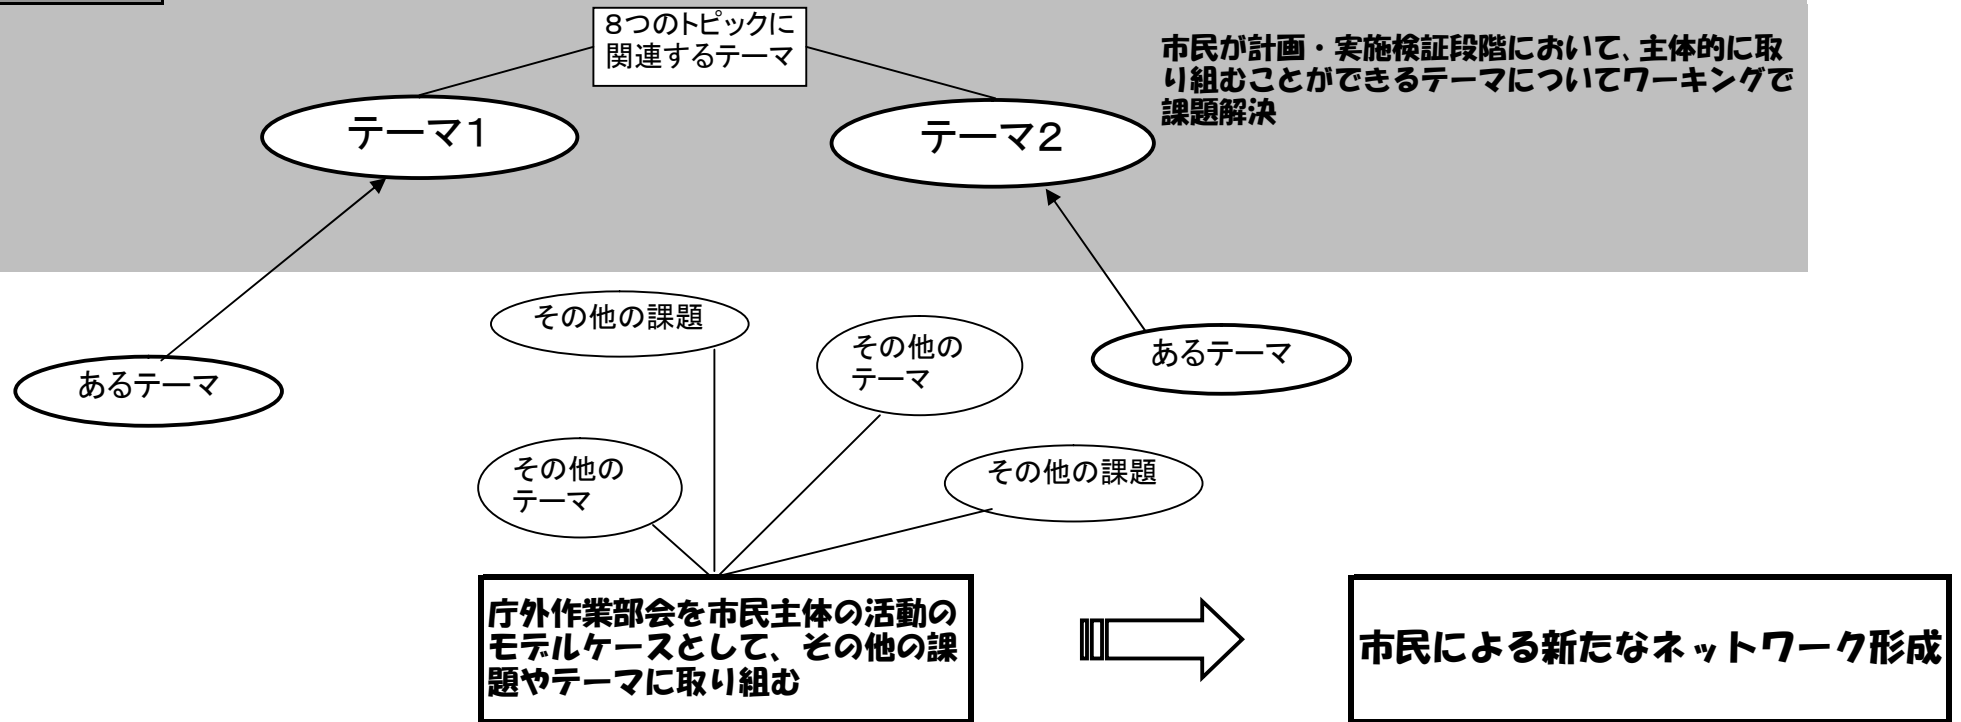 ８つのトピックに
関連するテーマ
市民が計画・実施検証段階において、主体的に取
り組むことができるテーマについてワーキングで
課題解決
テーマ１
テーマ２
その他の課題
その他の
テーマ
あるテーマ
あるテーマ
その他の
テーマ
その他の課題
庁外作業部会を市民主体の活動の
モデルケースとして、その他の課
題やテーマに取り組む
市民による新たなネットワーク形成